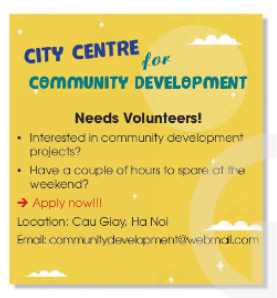 CITY CENTRE for
COMMUNITY DEVELOPMENT
Needs Volunteers!
• Interested in community development
projects?
• Have a couple of hours to spare at the
weekend?
→ Apply now!!!
Location: Cau Giay, Ha Noi
Email: communitydevelopment@webmail.com